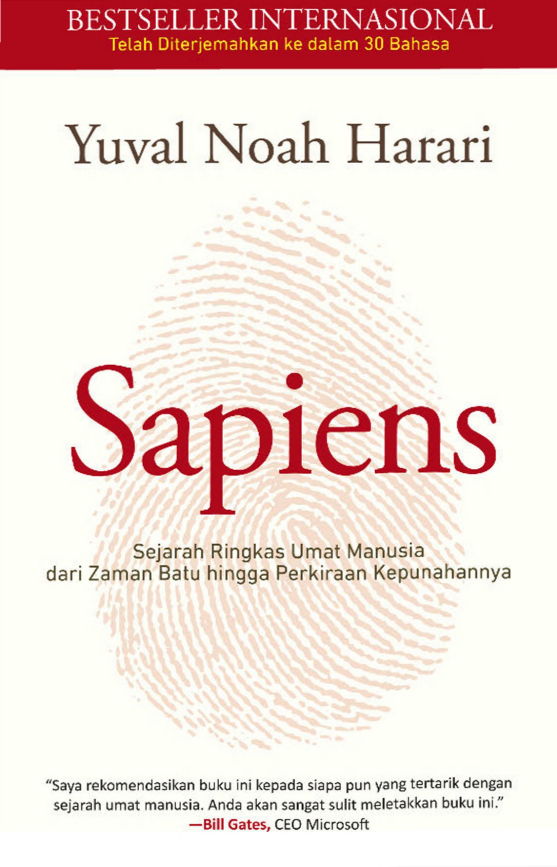 BESTSELLER INTERNASIONAL
Telah Diterjemahkan ke dalam 30 Bahasa
Yuval Noah Harari
Sapiens
Sejarah Ringkas Umat Manusia
dari Zaman Batu hingga Perkiraan Kepunahannya
“Saya rekomendasikan buku ini kepada siapa pun yang tertarik dengan
sejarah umat manusia. Anda akan sangat sulit meletakkan buku ini.”
—Bill Gates, CEO Microsoft